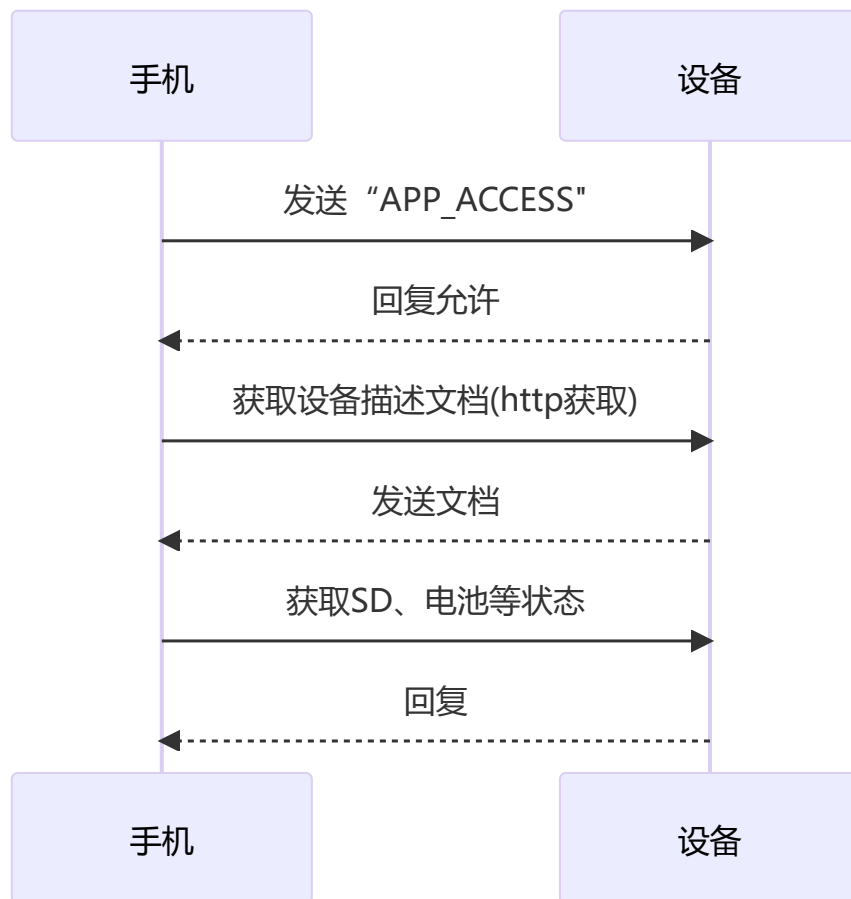 手机
设备
发送“APP_ACCESS"
回复允许
获取设备描述文档(http获取)
发送文档
获取SD、电池等状态
回复
手机
设备